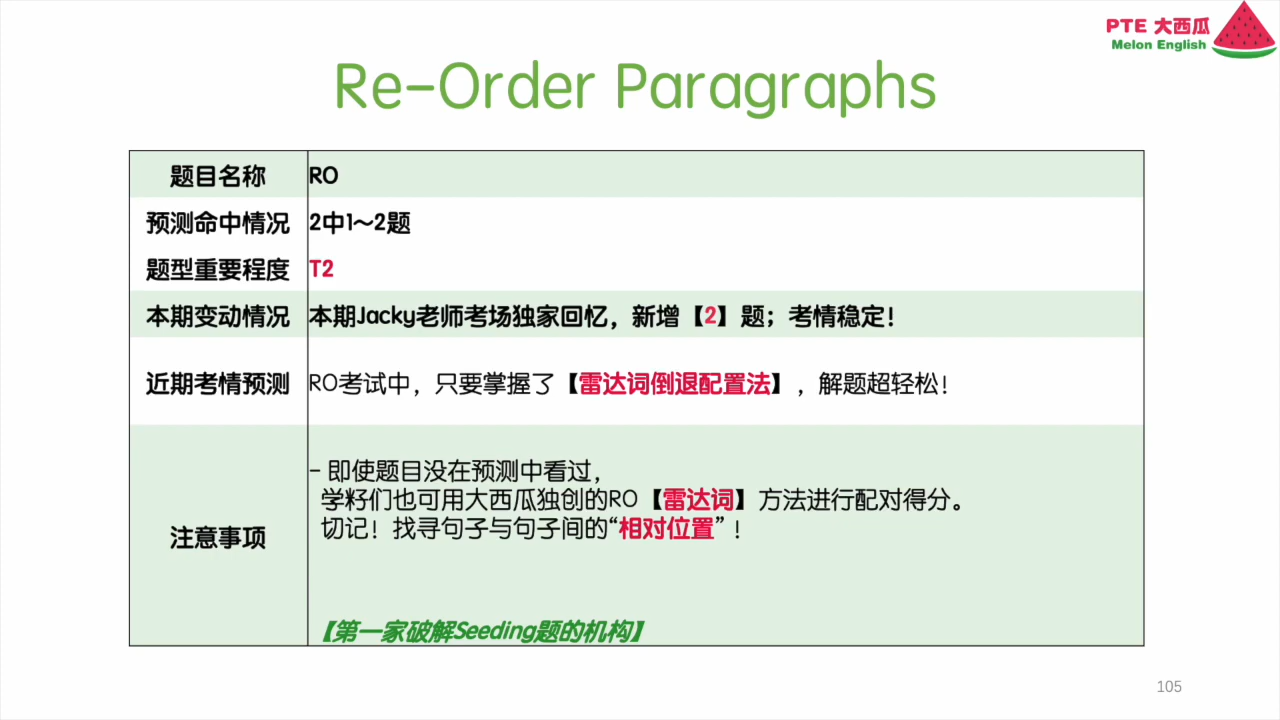 PTE 大西瓜
Melon English
Re-Order Paragraphs
题目名称 RO
预测命中情况 2中1~2题
题型重要程度 T2
本期变动情况 本期Jacky老师考场独家回忆，新增【2】题；考情稳定！
近期考情预测 RO考试中，只要掌握了【雷达词倒退配置法】，解题超轻松！
注意事项
- 即使题目没在预测中看过，
学籽们也可用大西瓜独创的RO【雷达词】方法进行配对得分。
切记！找寻句子与句子间的“相对位置”！
【第一家破解Seeding题的机构】
105